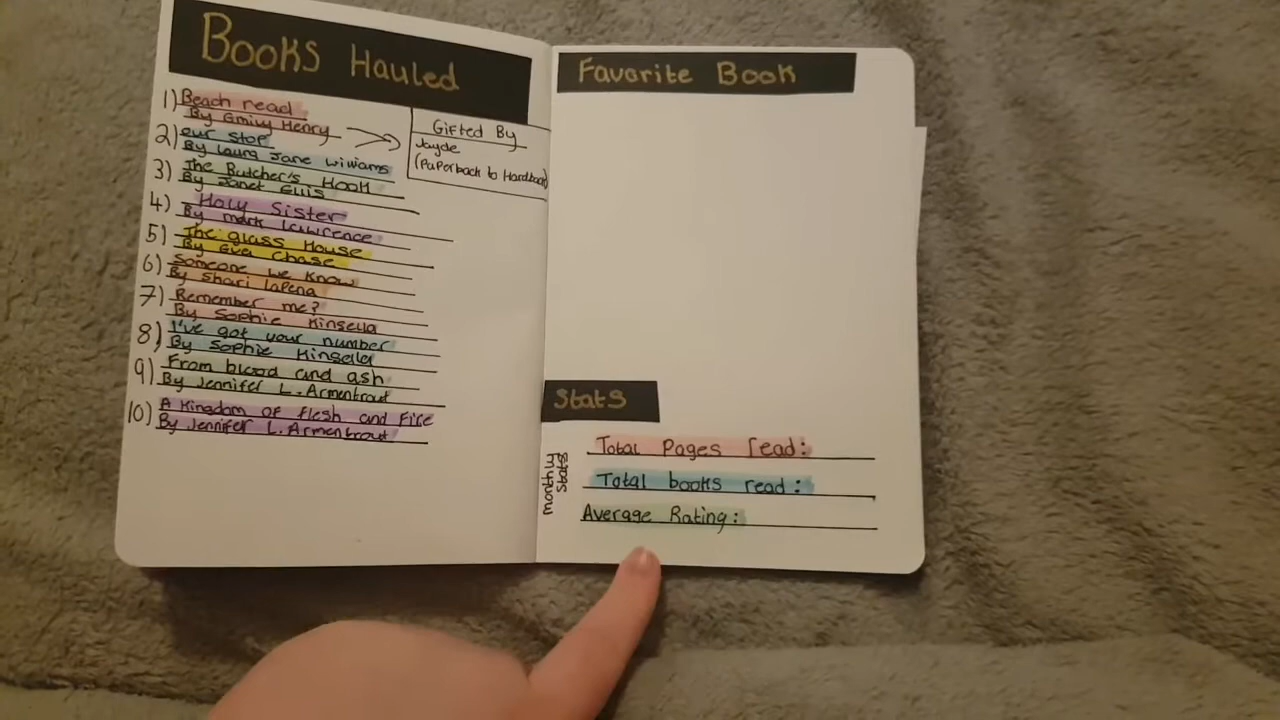 Books Hauled
1) Beach read
By Emily Henry
2) our stop
By Laura Jane Williams
3) The Butcher's Hook
By Janet Ellis
4) Holy Sister
By mark Lawrence
5) The glass House
By Eve Chase
6) Someone we know
By Shari lapena
7) Remember me?
By Sophie Kinsella
8) I've got your number
By Sophie Kinsella
9) From blood and ash
By Jennifer L. Armentrout
10) A Kingdom of flesh and Fire
By Jennifer L. Armentrout
Gifted By
Jayde
(Paperback to Hardback)
Favorite Book
Stats
monthly
stats
Total Pages read:
Total books read:
Average Rating: